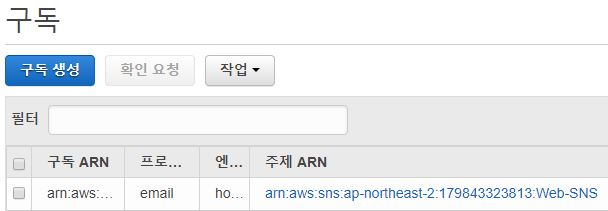 구독
구독 생성 확인 요청 작업
필터
구독 ARN 프로... 엔... 주제 ARN
arn:aws:... email ho... arn:aws:sns:ap-northeast-2:179843323813:Web-SNS